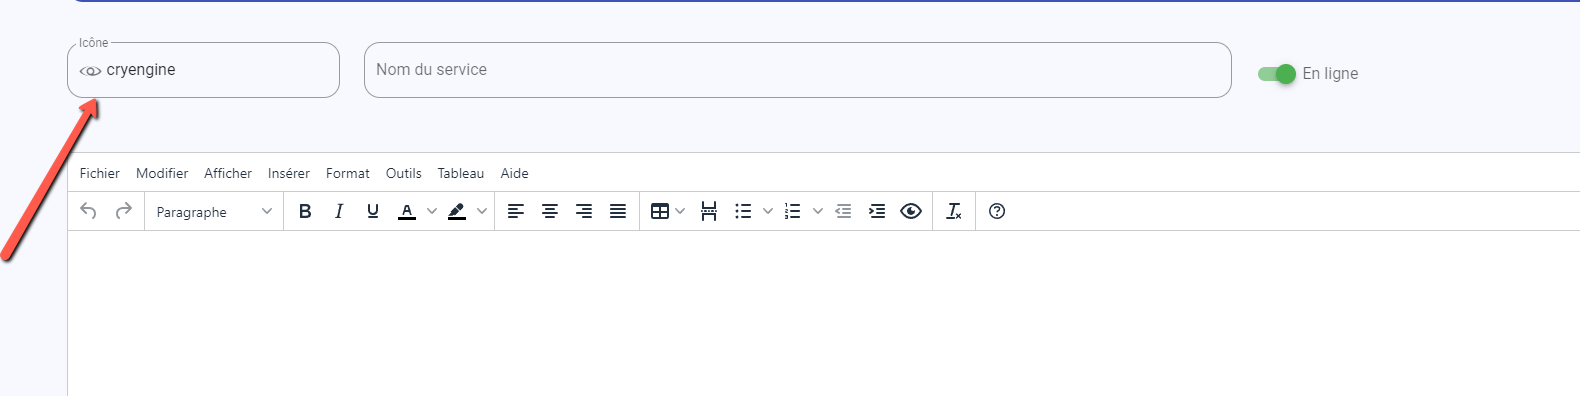 Icône
cryengine
Nom du service
En ligne
Fichier Modifier Afficher Insérer Format Outils Tableau Aide
Paragraphe B I U A